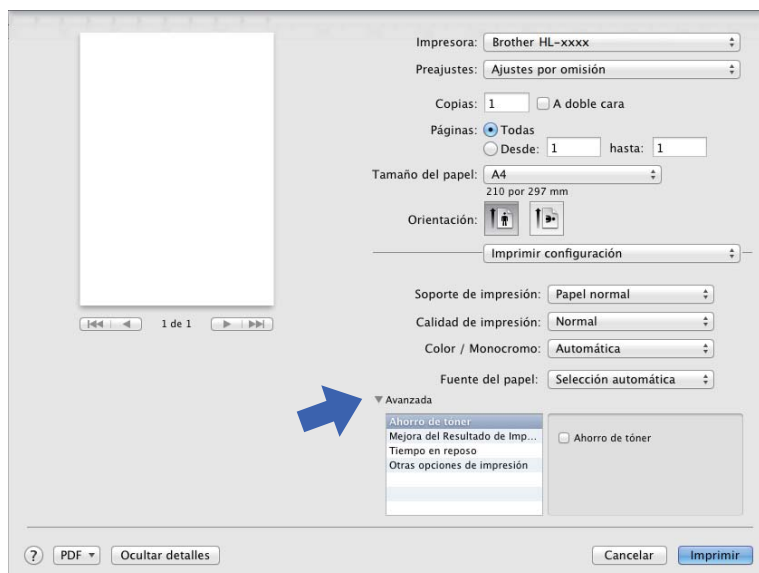 Impresora: Brother HL-xxxx
Preajustes: Ajustes por omisión
Copias: 1 A doble cara
Páginas: Todas
Desde: 1 hasta: 1
Tamaño del papel: A4
210 por 297 mm
Orientación:
Imprimir configuración
Soporte de impresión: Papel normal
1 de 1
Calidad de impresión: Normal
Color / Monocromo: Automática
Fuente del papel: Selección automática
Avanzada
Ahorro de tóner
Mejora del Resultado de Imp...
Ahorro de tóner
Tiempo en reposo
Otras opciones de impresión
? PDF Ocultar detalles Cancelar Imprimir